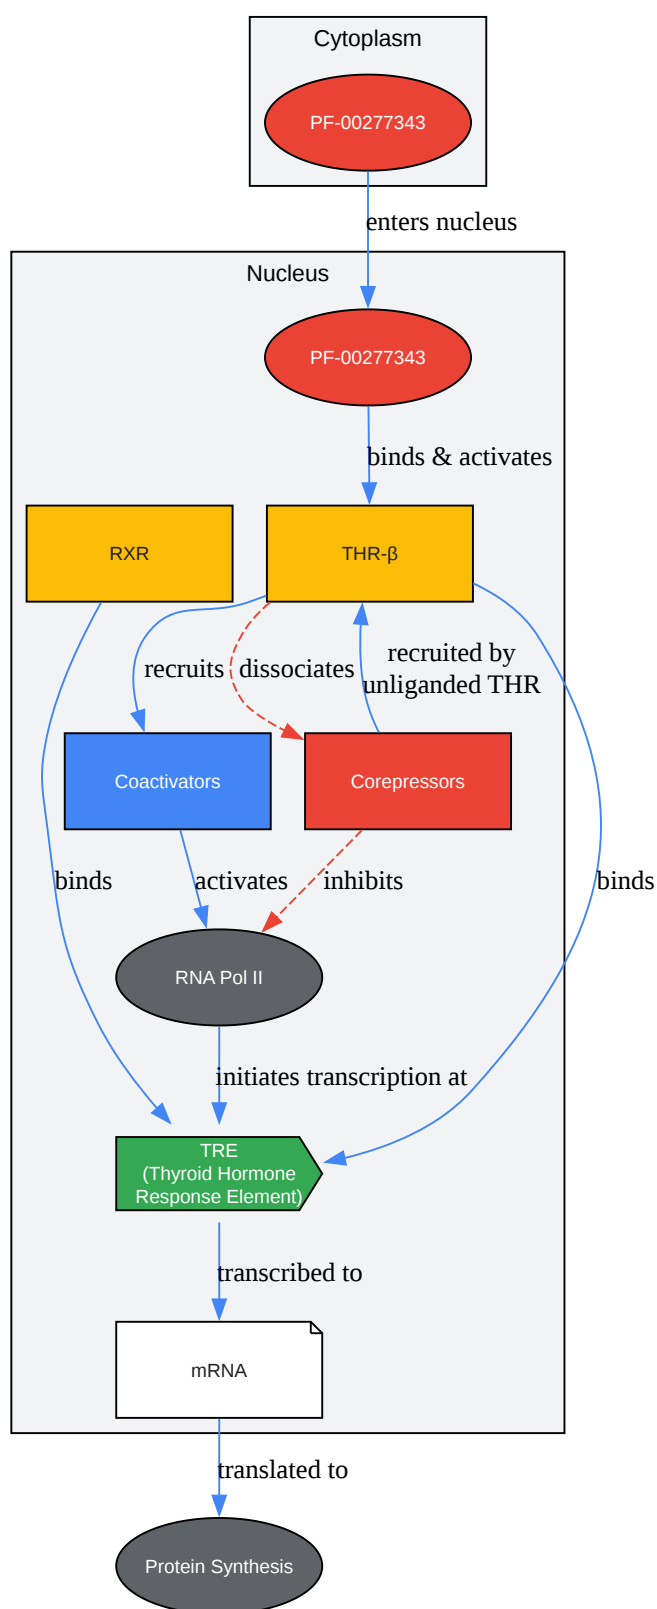 Cytoplasm
PF-00277343
enters nucleus
Nucleus
PF-00277343
binds & activates
RXR
THR-β
recruits
dissociates
recruited by
unliganded THR
Coactivators
Corepressors
binds
activates
inhibits
binds
RNA Pol II
initiates transcription at
TRE
(Thyroid Hormone
Response Element)
transcribed to
mRNA
translated to
Protein Synthesis